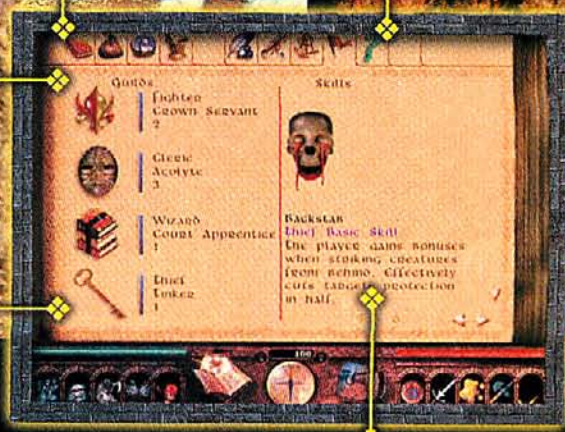 Guilds
Fighter
Crown Servant
2
Cleric
Acolyte
3
Wizard
Court Apprentice
1
Thief
Tinker
1
Skills
Backstab
Thief Basic Skill
The player gains bonuses
when striking creatures
from behind. Effectively
cuts targets protection
in half.
100